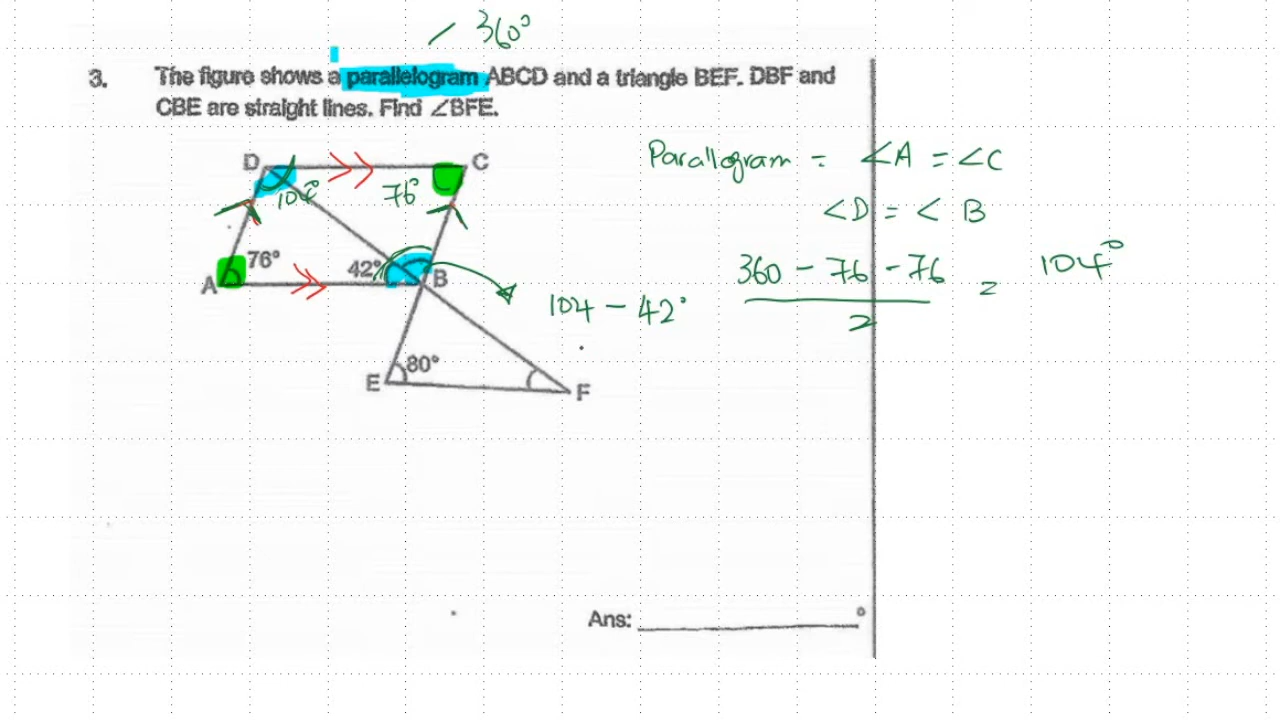 360°
3. The figure shows a parallelogram ABCD and a triangle BEF. DBF and
CBE are straight lines. Find ∠BFE.
D C
104° 76°
76° 42°
A B
80°
E F
Parallogram = ∠A = ∠C
∠D = ∠B
360 - 76 - 76 = 104°
2
104 - 42°
Ans: °